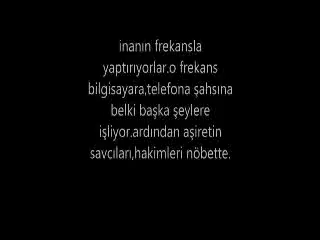 inanın frekansla
yaptırıyorlar.o frekans
bilgisayara,telefona şahsına
belki başka şeylere
işliyor.ardından aşiretin
savcıları,hakimleri nöbette.